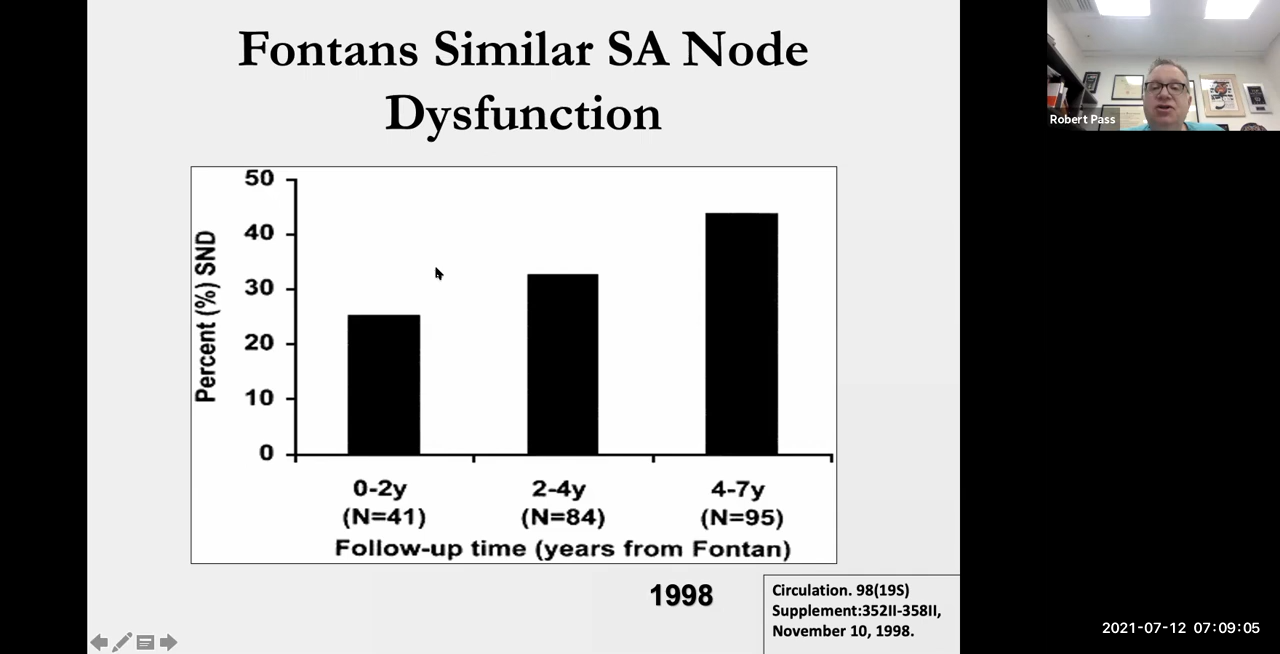 Fontans Similar SA Node
Dysfunction
Robert Pass
Percent (%) SND
50
40
30
20
10
0
0-2y
2-4y
4-7y
(N=41)
(N=84)
(N=95)
Follow-up time (years from Fontan)
1998
Circulation. 98(19S)
Supplement:352II-358II,
November 10, 1998.
2021-07-12 07:09:05